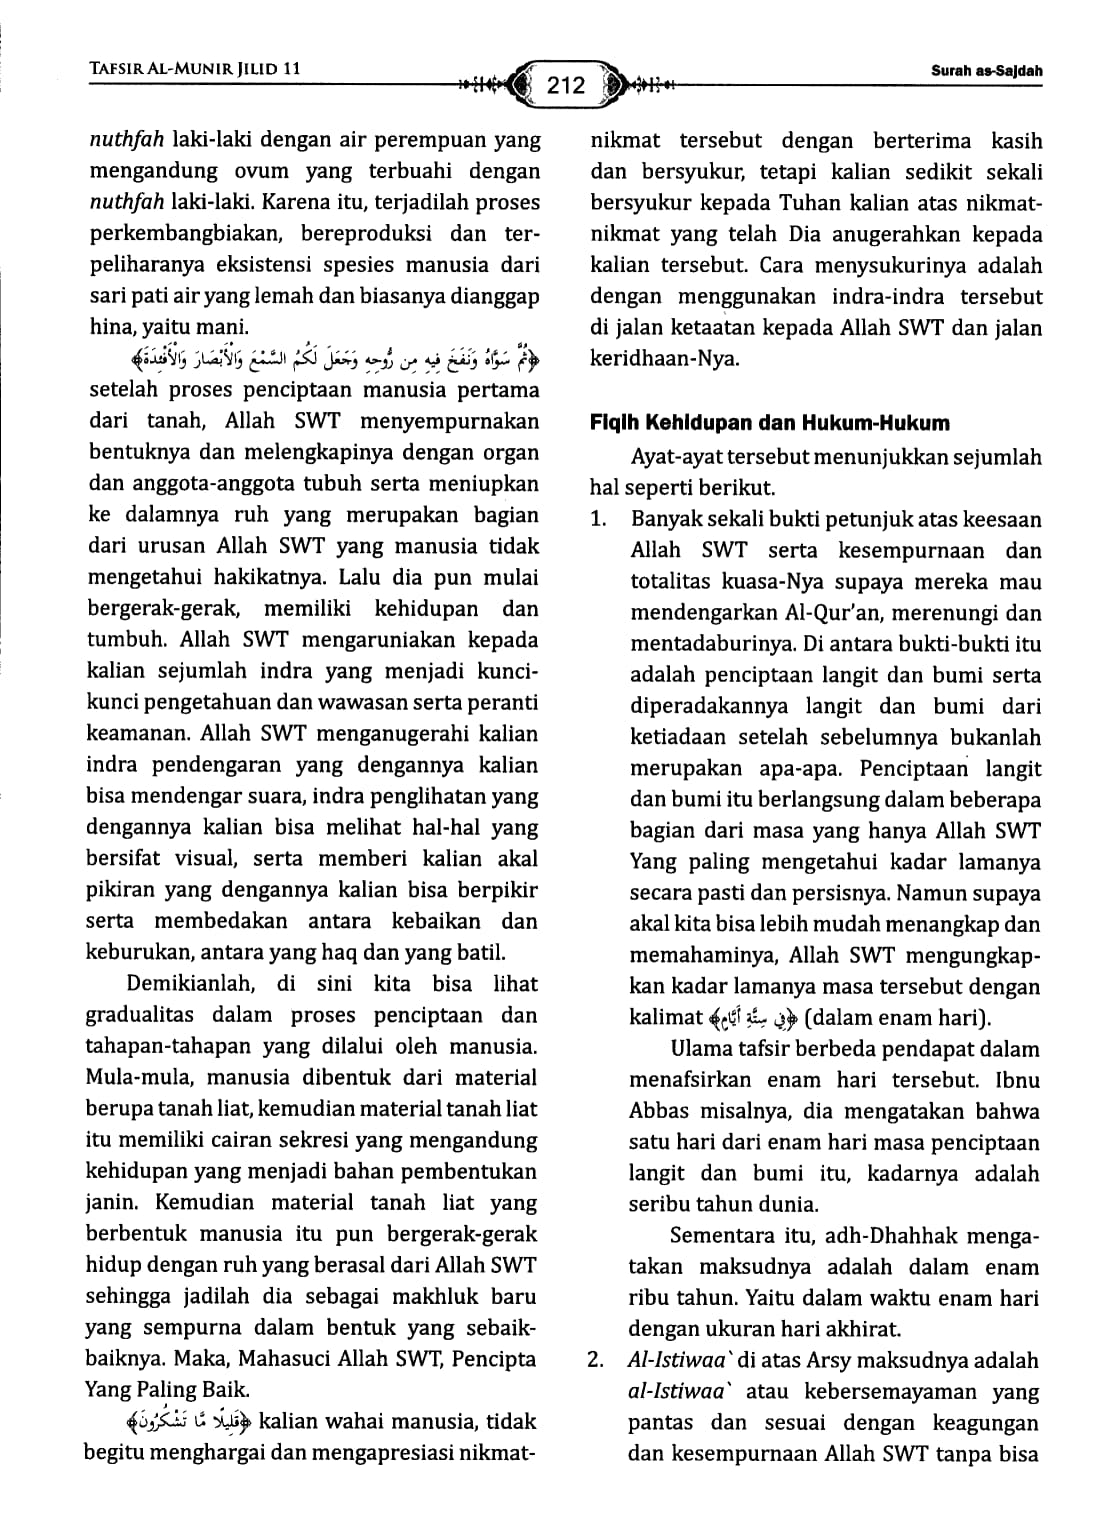 TAFSIR AL-MUNIR JILID 11
212
Surah as-Sajdah
nuthfah laki-laki dengan air perempuan yang
mengandung ovum yang terbuahi dengan
nuthfah laki-laki. Karena itu, terjadilah proses
perkembangbiakan, bereproduksi dan ter-
peliharanya eksistensi spesies manusia dari
sari pati air yang lemah dan biasanya dianggap
hina, yaitu mani.
﴿ثُمَّ سَوَّاهُ وَنَفَخَ فِيهِ مِن رُّوحِهِ وَجَعَلَ لَكُمُ السَّمْعَ وَالْأَبْصَارَ وَالْأَفْئِدَةَ﴾
setelah proses penciptaan manusia pertama
dari tanah, Allah SWT menyempurnakan
bentuknya dan melengkapinya dengan organ
dan anggota-anggota tubuh serta meniupkan
ke dalamnya ruh yang merupakan bagian
dari urusan Allah SWT yang manusia tidak
mengetahui hakikatnya. Lalu dia pun mulai
bergerak-gerak, memiliki kehidupan dan
tumbuh. Allah SWT mengaruniakan kepada
kalian sejumlah indra yang menjadi kunci-
kunci pengetahuan dan wawasan serta peranti
keamanan. Allah SWT menganugerahi kalian
indra pendengaran yang dengannya kalian
bisa mendengar suara, indra penglihatan yang
dengannya kalian bisa melihat hal-hal yang
bersifat visual, serta memberi kalian akal
pikiran yang dengannya kalian bisa berpikir
serta membedakan antara kebaikan dan
keburukan, antara yang haq dan yang batil.
Demikianlah, di sini kita bisa lihat
gradualitas dalam proses penciptaan dan
tahapan-tahapan yang dilalui oleh manusia.
Mula-mula, manusia dibentuk dari material
berupa tanah liat, kemudian material tanah liat
itu memiliki cairan sekresi yang mengandung
kehidupan yang menjadi bahan pembentukan
janin. Kemudian material tanah liat yang
berbentuk manusia itu pun bergerak-gerak
hidup dengan ruh yang berasal dari Allah SWT
sehingga jadilah dia sebagai makhluk baru
yang sempurna dalam bentuk yang sebaik-
baiknya. Maka, Mahasuci Allah SWT, Pencipta
Yang Paling Baik.
﴿قَلِيلًا مَّا تَشْكُرُونَ﴾ kalian wahai manusia, tidak
begitu menghargai dan mengapresiasi nikmat-
nikmat tersebut dengan berterima kasih
dan bersyukur, tetapi kalian sedikit sekali
bersyukur kepada Tuhan kalian atas nikmat-
nikmat yang telah Dia anugerahkan kepada
kalian tersebut. Cara menysukurinya adalah
dengan menggunakan indra-indra tersebut
di jalan ketaatan kepada Allah SWT dan jalan
keridhaan-Nya.
Fiqih Kehidupan dan Hukum-Hukum
Ayat-ayat tersebut menunjukkan sejumlah
hal seperti berikut.
1. Banyak sekali bukti petunjuk atas keesaan
Allah SWT serta kesempurnaan dan
totalitas kuasa-Nya supaya mereka mau
mendengarkan Al-Qur'an, merenungi dan
mentadaburinya. Di antara bukti-bukti itu
adalah penciptaan langit dan bumi serta
diperadakannya langit dan bumi dari
ketiadaan setelah sebelumnya bukanlah
merupakan apa-apa. Penciptaan langit
dan bumi itu berlangsung dalam beberapa
bagian dari masa yang hanya Allah SWT
Yang paling mengetahui kadar lamanya
secara pasti dan persisnya. Namun supaya
akal kita bisa lebih mudah menangkap dan
memahaminya, Allah SWT mengungkap-
kan kadar lamanya masa tersebut dengan
kalimat ﴿فِي سِتَّةِ أَيَّامٍ﴾ (dalam enam hari).
Ulama tafsir berbeda pendapat dalam
menafsirkan enam hari tersebut. Ibnu
Abbas misalnya, dia mengatakan bahwa
satu hari dari enam hari masa penciptaan
langit dan bumi itu, kadarnya adalah
seribu tahun dunia.
Sementara itu, adh-Dhahhak menga-
takan maksudnya adalah dalam enam
ribu tahun. Yaitu dalam waktu enam hari
dengan ukuran hari akhirat.
2. Al-Istiwaa` di atas Arsy maksudnya adalah
al-Istiwaa` atau kebersemayaman yang
pantas dan sesuai dengan keagungan
dan kesempurnaan Allah SWT tanpa bisa